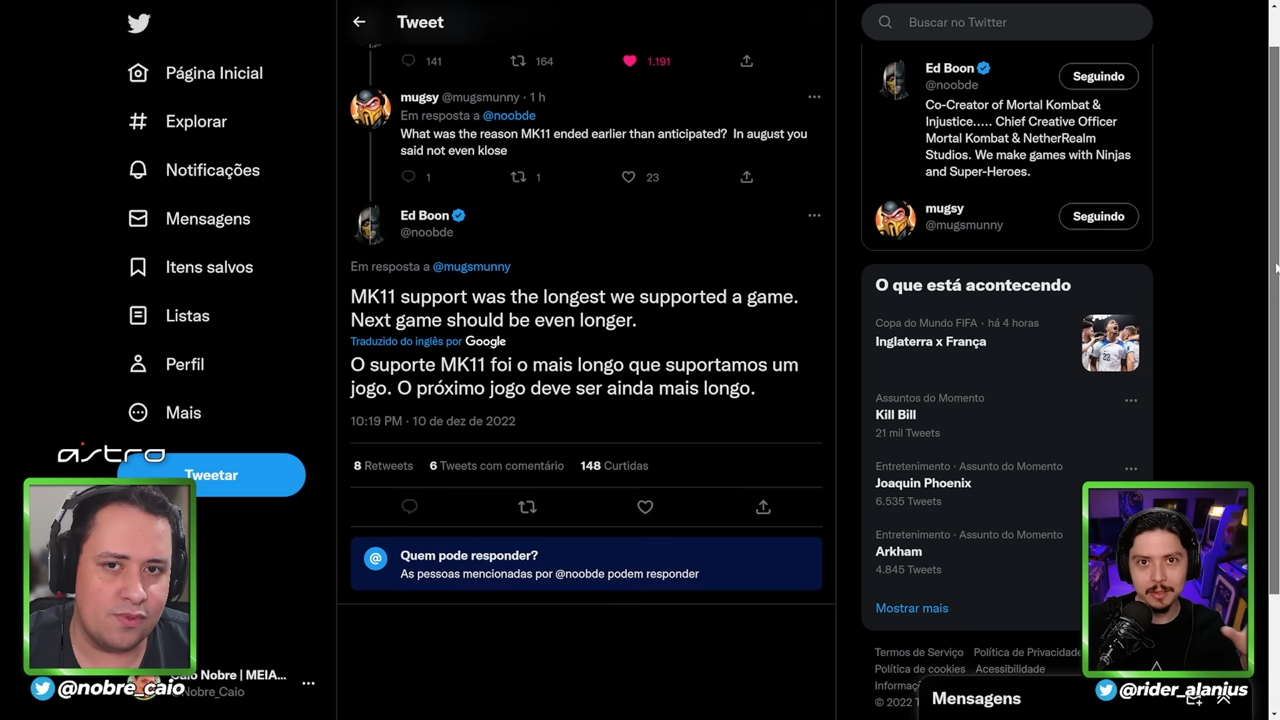 Tweet
Buscar no Twitter
Página Inicial
Explorar
Notificações
Mensagens
Itens salvos
Listas
Perfil
Mais
Tweetar
141 164 1.191
mugsy @mugsmunny · 1 h
Em resposta a @noobde
What was the reason MK11 ended earlier than anticipated? In august you
said not even klose
1 1 23
Ed Boon
@noobde
Em resposta a @mugsmunny
MK11 support was the longest we supported a game.
Next game should be even longer.
Traduzido do inglês por Google
O suporte MK11 foi o mais longo que suportamos um
jogo. O próximo jogo deve ser ainda mais longo.
10:19 PM · 10 de dez de 2022
8 Retweets 6 Tweets com comentário 148 Curtidas
Quem pode responder?
As pessoas mencionadas por @noobde podem responder
Ed Boon
@noobde
Seguindo
Co-Creator of Mortal Kombat &
Injustice..... Chief Creative Officer
Mortal Kombat & NetherRealm
Studios. We make games with Ninjas
and Super-Heroes.
mugsy
@mugsmunny
Seguindo
O que está acontecendo
Copa do Mundo FIFA · há 4 horas
Inglaterra x França
Assuntos do Momento
Kill Bill
21 mil Tweets
Entretenimento · Assunto do Momento
Joaquin Phoenix
6.535 Tweets
Entretenimento · Assunto do Momento
Arkham
4.845 Tweets
Mostrar mais
Termos de Serviço Política de Privacidade
Política de cookies Acessibilidade
© 2022
Mensagens
astro
Caio Nobre | MEIA...
Nobre_Caio
@nobre_caio
@rider_alanius